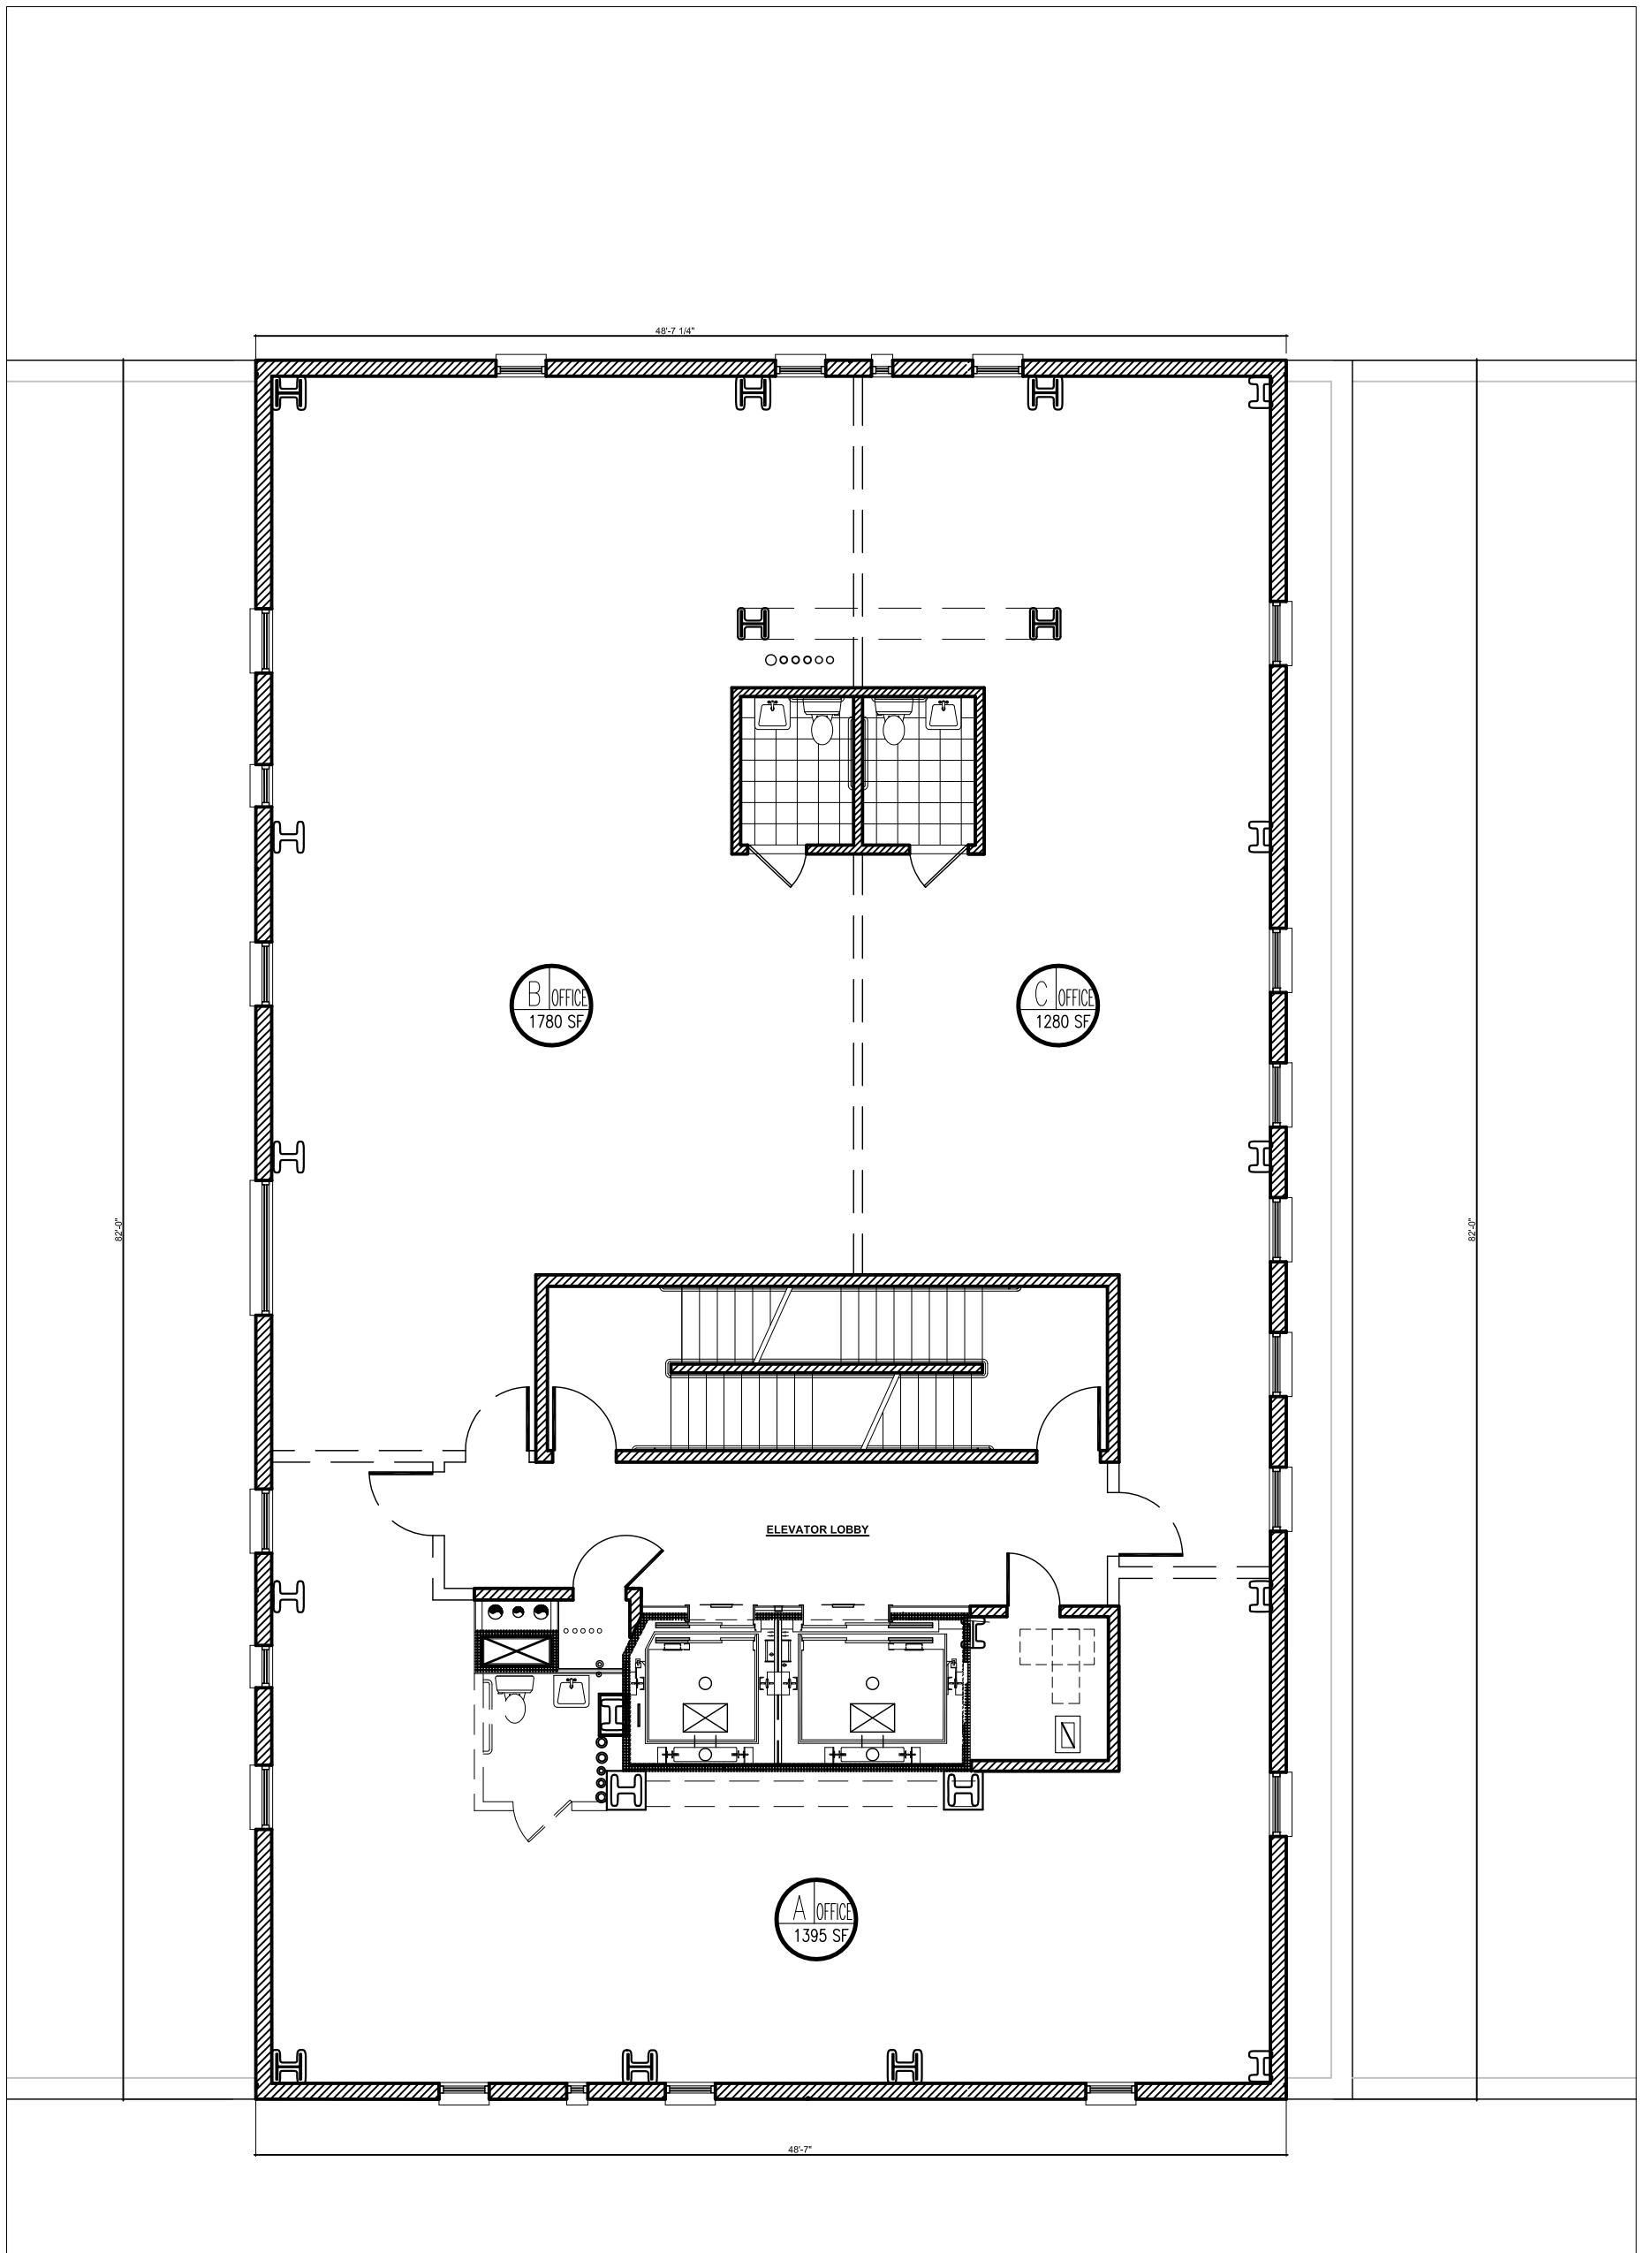 48'-7 1/4"
B OFFICE
1780 SF
C OFFICE
1280 SF
82'-0"
82'-0"
ELEVATOR LOBBY
A OFFICE
1395 SF
48'-7"